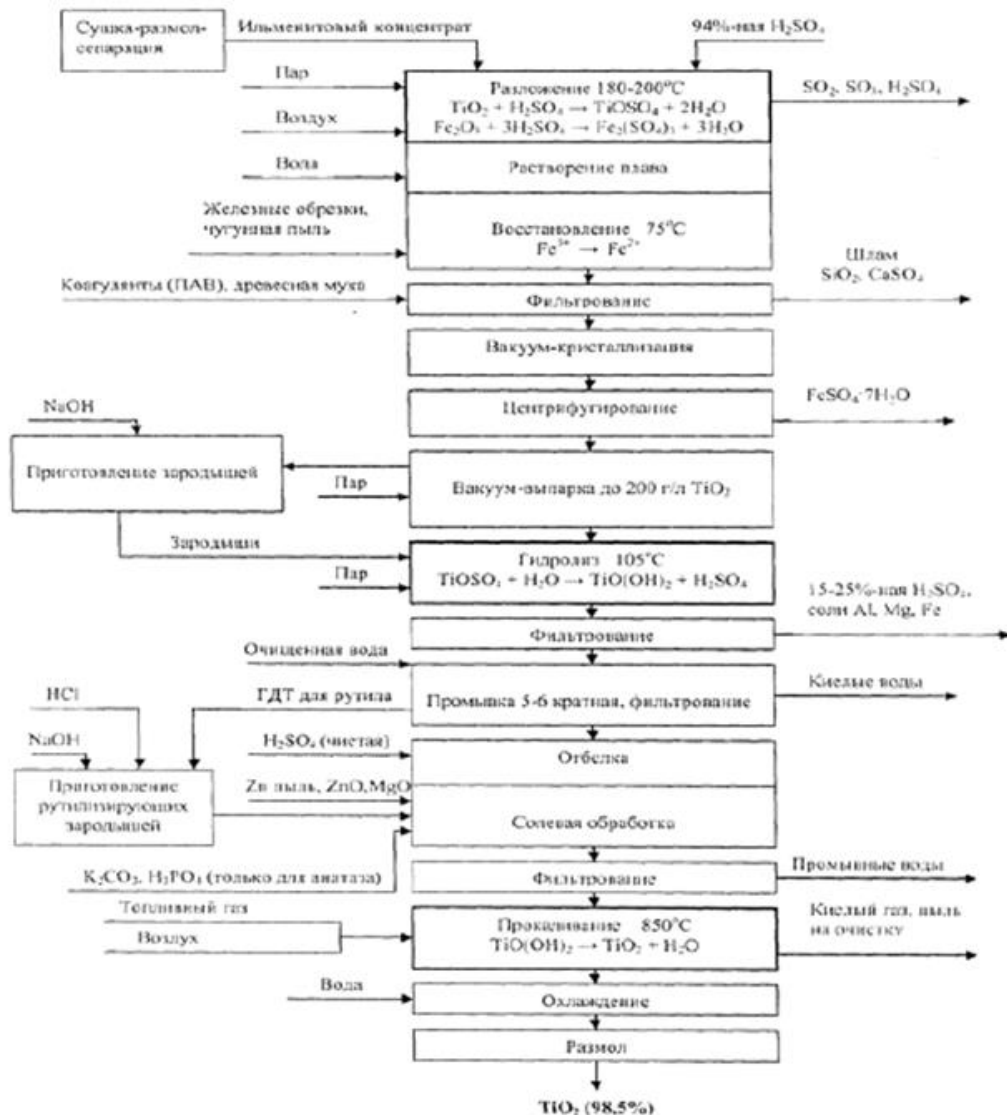 Сушка-размол-
сепарация
Ильменитовый концентрат
94%-ная H₂SO₄
Пар
Воздух
Разложение 180-200°C
TiO₂ + H₂SO₄ → TiOSO₄ + 2H₂O
Fe₂O₃ + 3H₂SO₄ → Fe₂(SO₄)₃ + 3H₂O
SO₂, SO₃, H₂SO₄
Вода
Растворение плава
Железные обрезки,
чугунная пыль
Восстановление 75°C
Fe³⁺ → Fe²⁺
Шлам
SiO₂, CaSO₄
Коагулянты (ПАВ), древесная мука
Фильтрование
Вакуум-кристаллизация
Центрифугирование
FeSO₄·7H₂O
NaOH
Приготовление зародышей
Пар
Вакуум-выпарка до 200 г/л TiO₂
Зародыши
Пар
Гидролиз 105°C
TiOSO₄ + H₂O → TiO(OH)₂ + H₂SO₄
15-25%-ная H₂SO₄,
соли Al, Mg, Fe
Фильтрование
Очищенная вода
HCl
ГДТ для рутила
Промывка 5-6 кратная, фильтрование
Кислые воды
NaOH
H₂SO₄ (чистая)
Отбелка
Приготовление
рутилизирующих
зародышей
Zn пыль, ZnO,MgO
Солевая обработка
K₂CO₃, H₃PO₄ (только для анатаза)
Фильтрование
Промывные воды
Топливный газ
Воздух
Прокаливание 850°C
TiO(OH)₂ → TiO₂ + H₂O
Кислый газ, пыль
на очистку
Вода
Охлаждение
Размол
TiO₂ (98,5%)